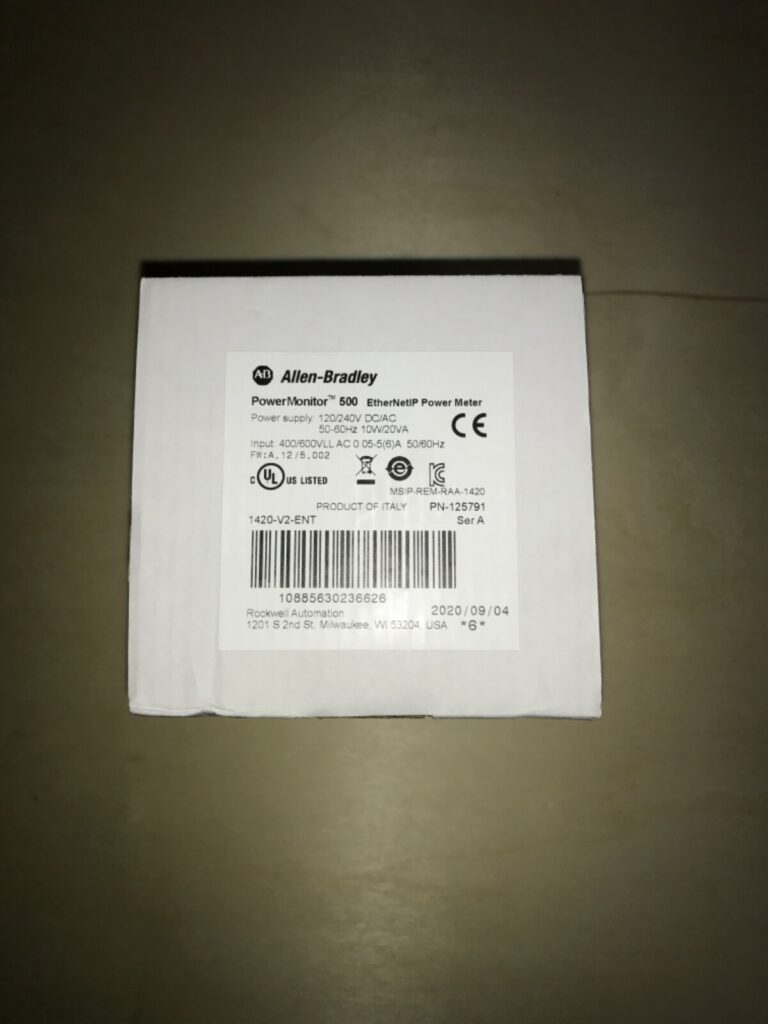 AB Allen-Bradley
PowerMonitor™ 500 EtherNetIP Power Meter
Power supply: 120/240V DC/AC
50-60Hz 10W/20VA
CE
Input: 400/600VLL AC 0.05-5(6)A 50/60Hz
FW:A.12/5.002
C UL US LISTED
MSIP-REM-RAA-1420
PRODUCT OF ITALY PN-125791
1420-V2-ENT Ser A
10885630236626
Rockwell Automation 2020/09/04
1201 S 2nd St, Milwaukee, WI 53204, USA *6*